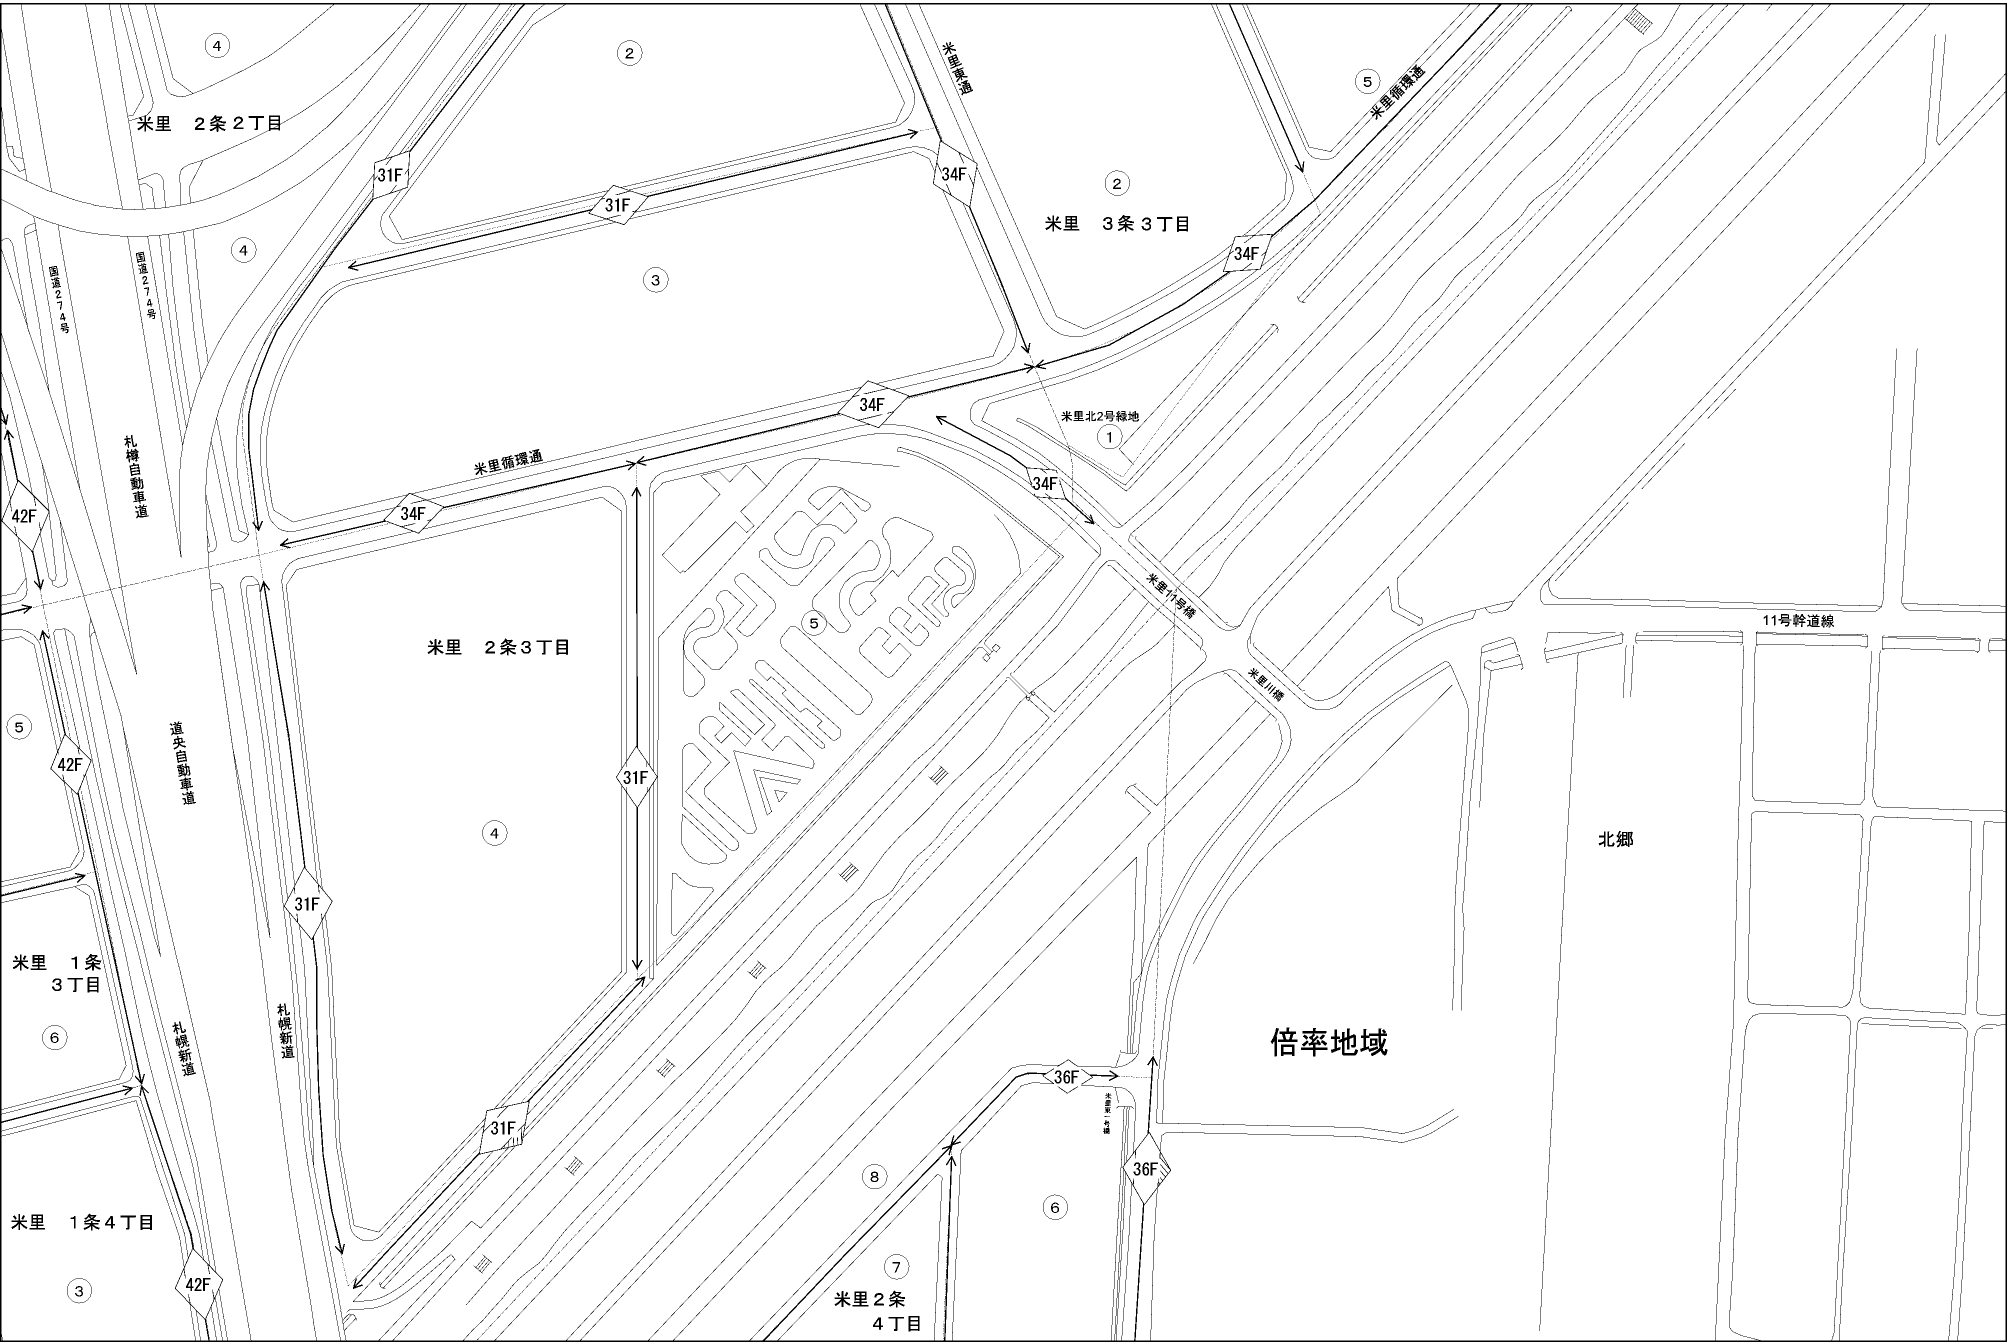 ④
②
米里東通
⑤
米里循環通
米里　２条２丁目
31F
34F
31F
②
米里　３条３丁目
34F
④
国道274号
国道274号
③
34F
米里北2号緑地
①
札樽自動車道
米里循環通
34F
34F
42F
米里11号橋
⑤
11号幹道線
米里　２条３丁目
米里川橋
⑤
42F
道央自動車道
31F
④
北郷
31F
米里　１条
３丁目
⑥
札幌新道
札幌新道
倍率地域
36F
米里東一号橋
31F
36F
⑧
⑥
米里　１条４丁目
③
42F
⑦
米里２条
４丁目